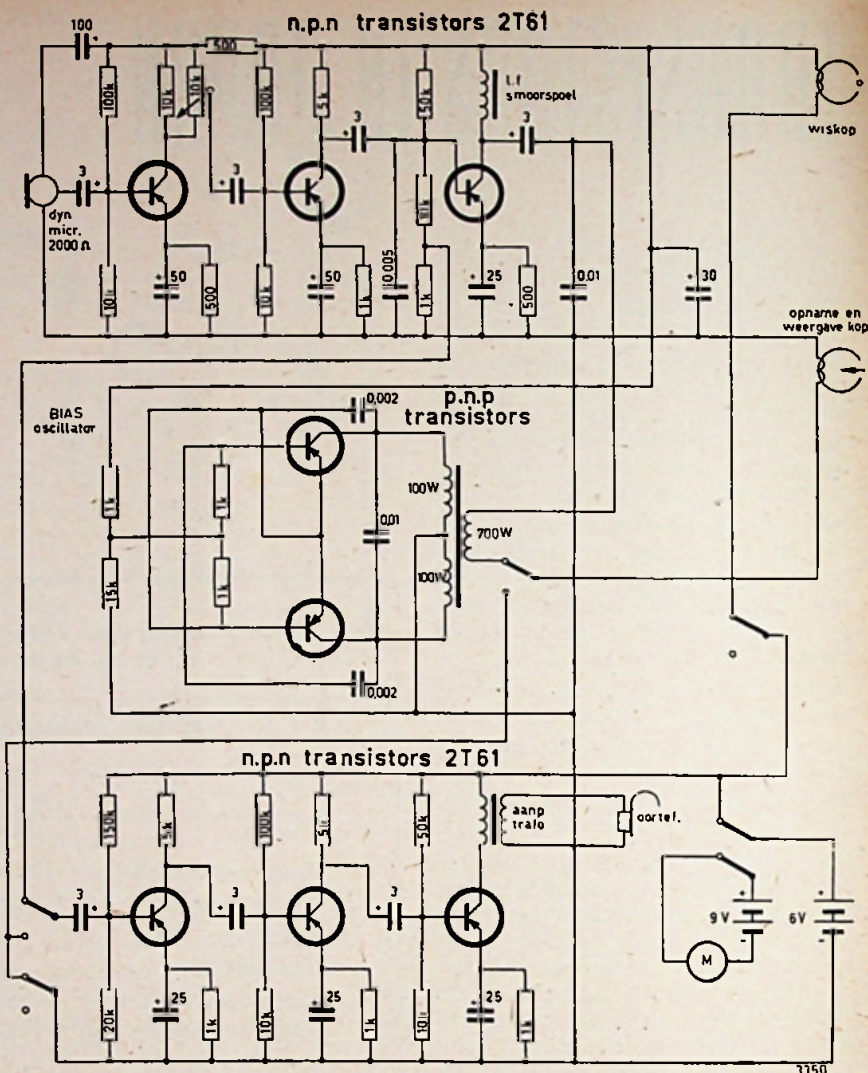 n.p.n transistors 2T61
100
500
100k
10k
10k
100k
5k
50k
l.f
smoorspoel
wiskop
3
3
3
3
dyn
micr.
2000 Ω
10k
50
500
10k
50
1k
0.005
10k
1k
25
500
0,01
30
opname en
weergave kop
BIAS
oscillator
0,002
p.n.p
transistors
1k
1k
100W
0,01
700W
15k
1k
100W
0,002
n.p.n transistors 2T61
150k
5k
100k
5k
50k
aanp
trafo
oortel.
3
3
3
9V
6V
M
20k
25
1k
10k
25
1k
10k
25
1k
3350